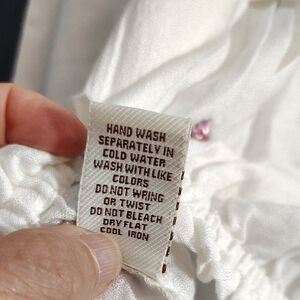 HAND WASH
SEPARATELY IN
COLD WATER
WASH WITH LIKE
COLORS
DO NOT WRING
OR TWIST
DO NOT BLEACH
DRY FLAT
COOL IRON